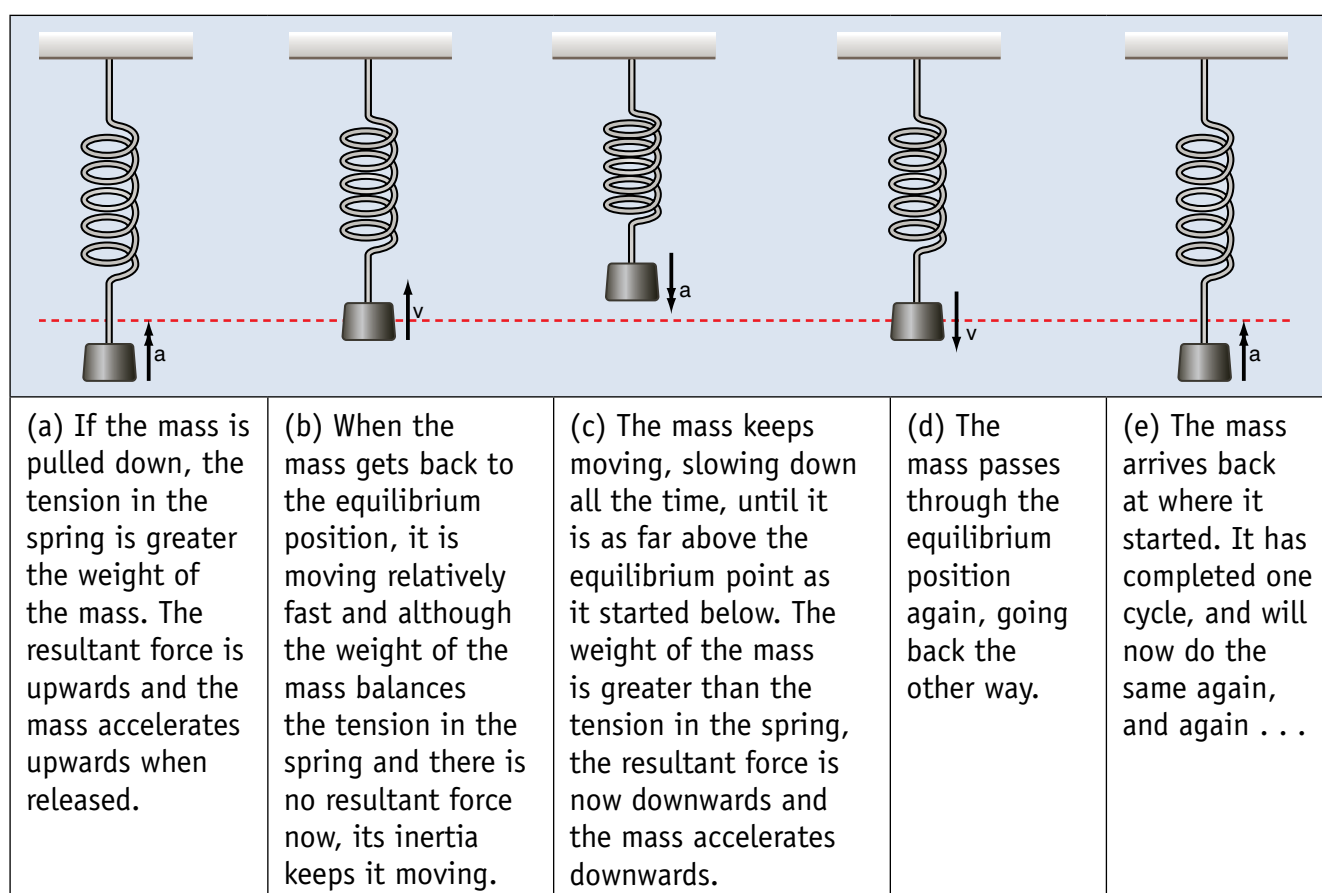 a
v
a
v
a
(a) If the mass is
pulled down, the
tension in the
spring is greater
the weight of
the mass. The
resultant force is
upwards and the
mass accelerates
upwards when
released.
(b) When the
mass gets back to
the equilibrium
position, it is
moving relatively
fast and although
the weight of the
mass balances
the tension in the
spring and there is
no resultant force
now, its inertia
keeps it moving.
(c) The mass keeps
moving, slowing down
all the time, until it
is as far above the
equilibrium point as
it started below. The
weight of the mass
is greater than the
tension in the spring,
the resultant force is
now downwards and
the mass accelerates
downwards.
(d) The
mass passes
through the
equilibrium
position
again, going
back the
other way.
(e) The mass
arrives back
at where it
started. It has
completed one
cycle, and will
now do the
same again,
and again . . .